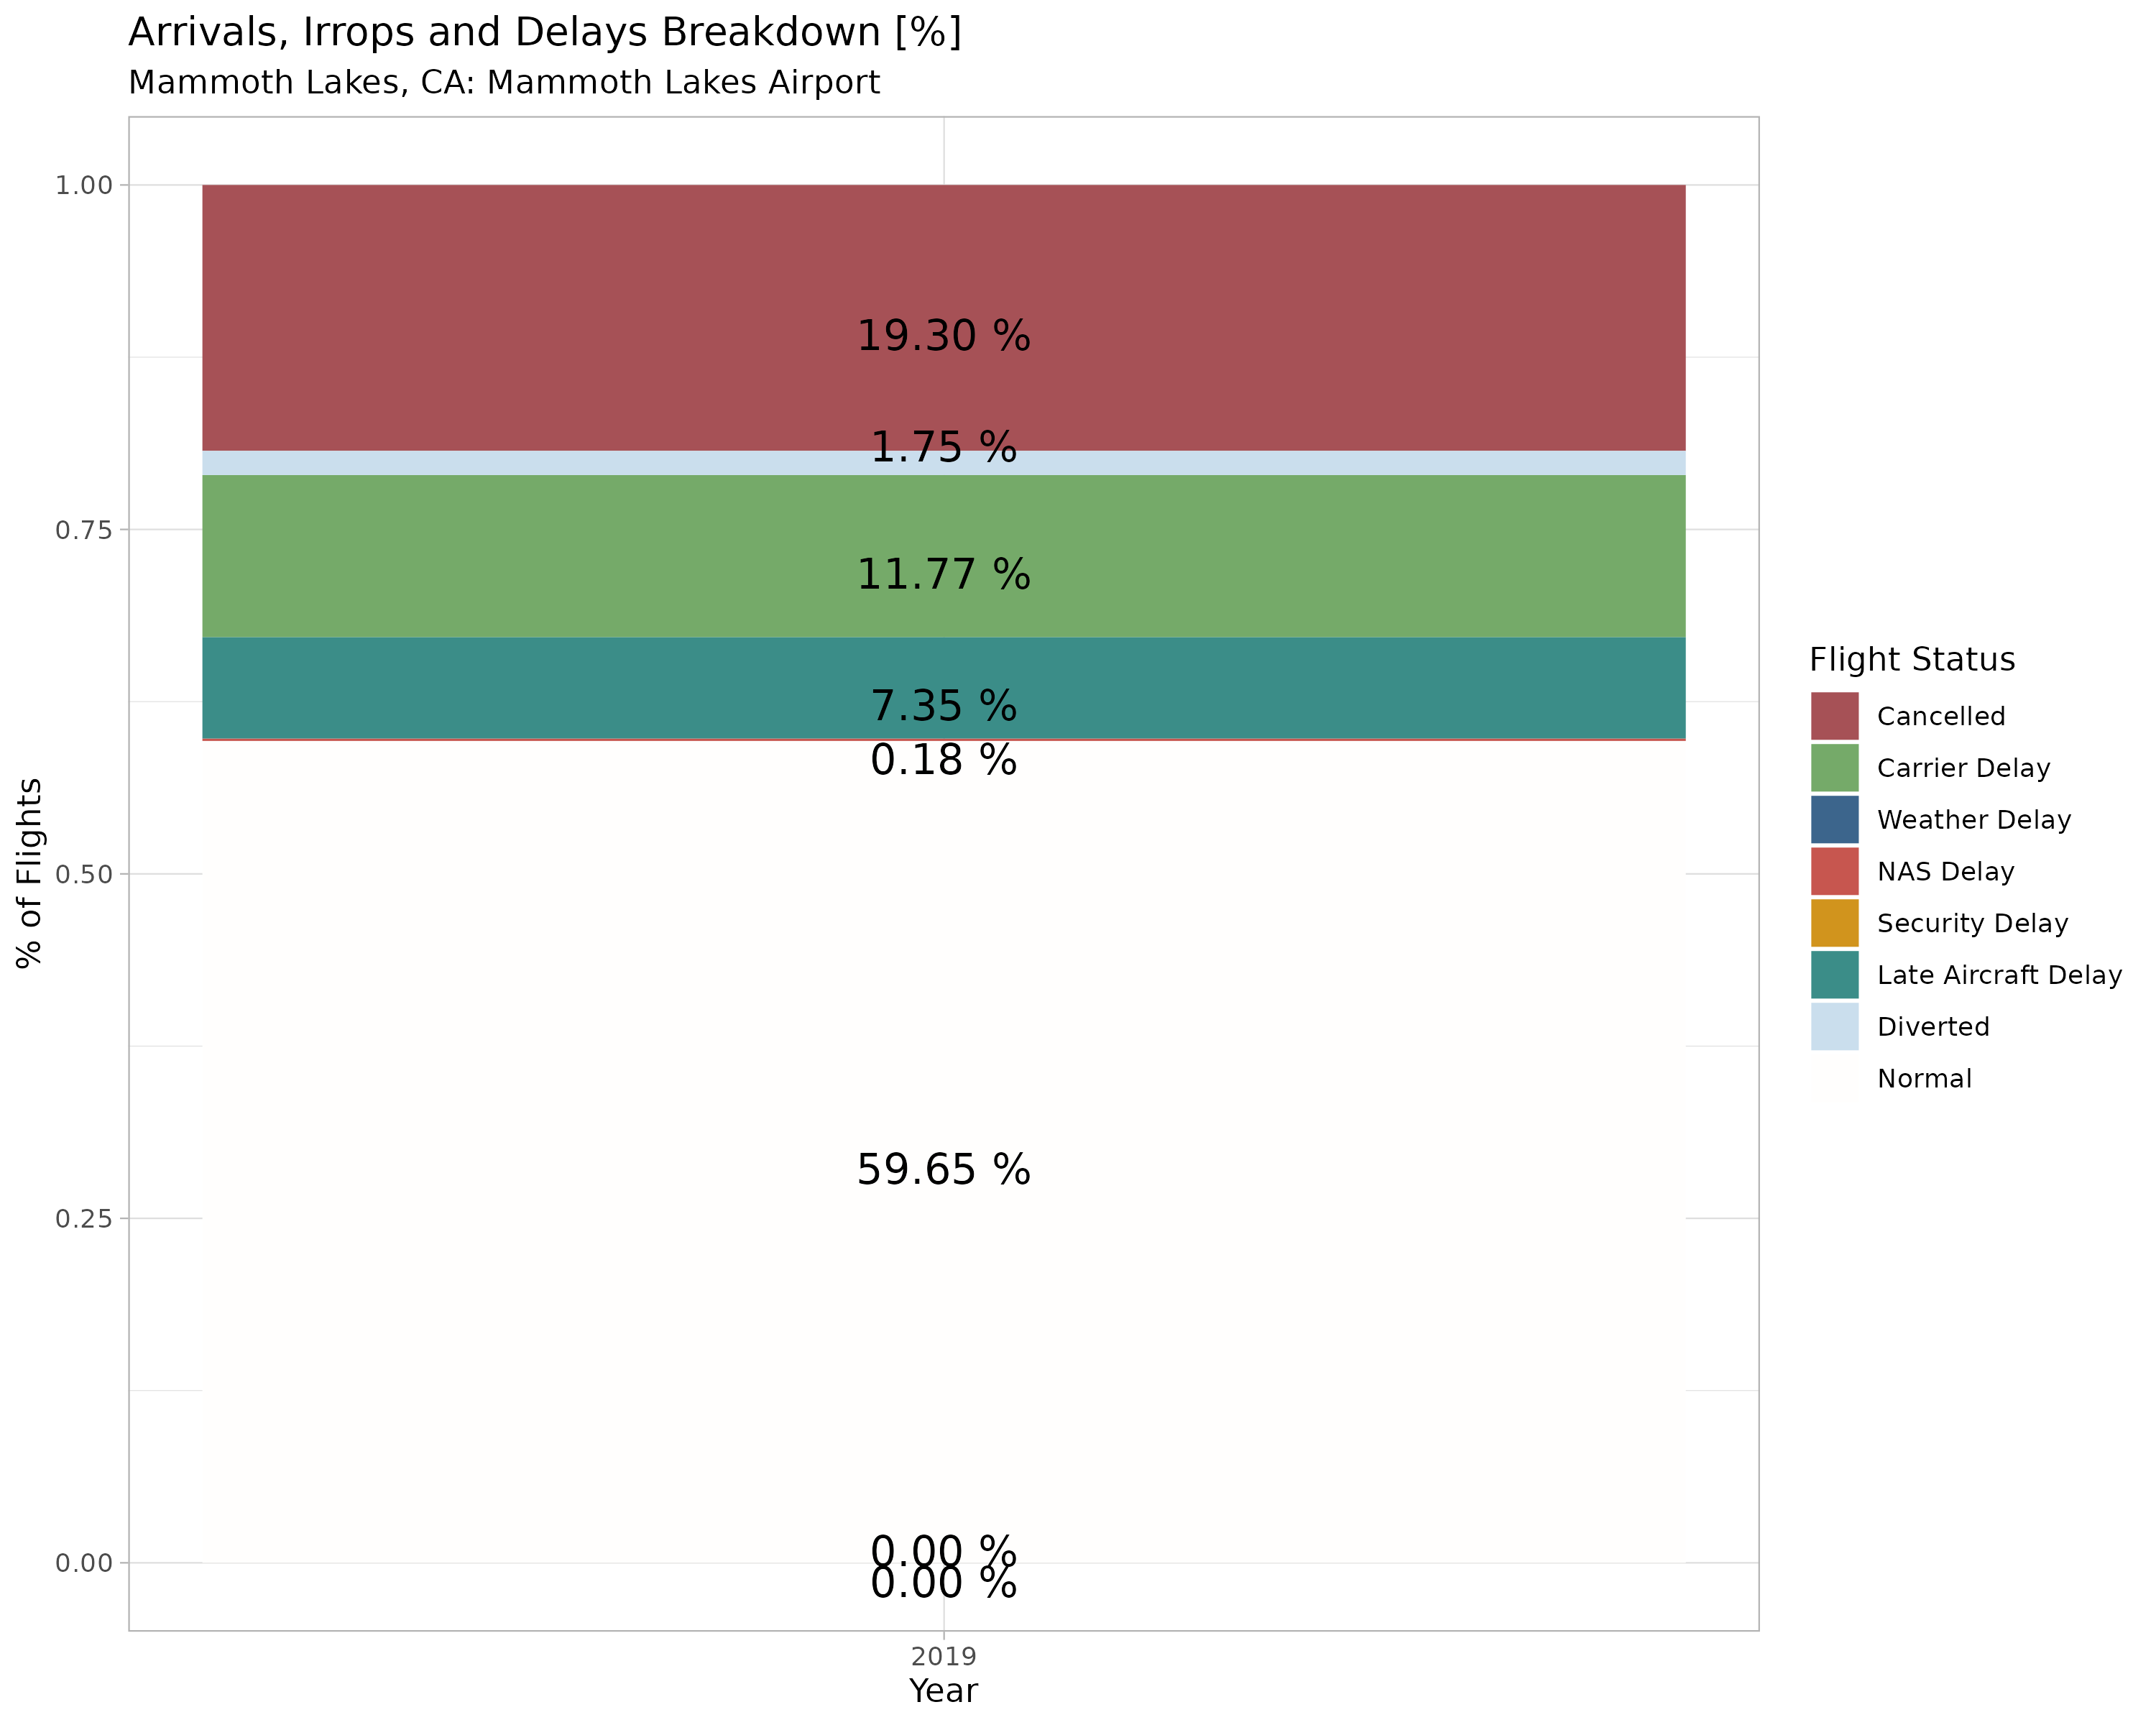 Arrivals, Irrops and Delays Breakdown [%]
Mammoth Lakes, CA: Mammoth Lakes Airport
% of Flights
1.00
0.75
0.50
0.25
0.00
19.30 %
1.75 %
11.77 %
7.35 %
0.18 %
59.65 %
0.00 %
0.00 %
2019
Year
Flight Status
Cancelled
Carrier Delay
Weather Delay
NAS Delay
Security Delay
Late Aircraft Delay
Diverted
Normal